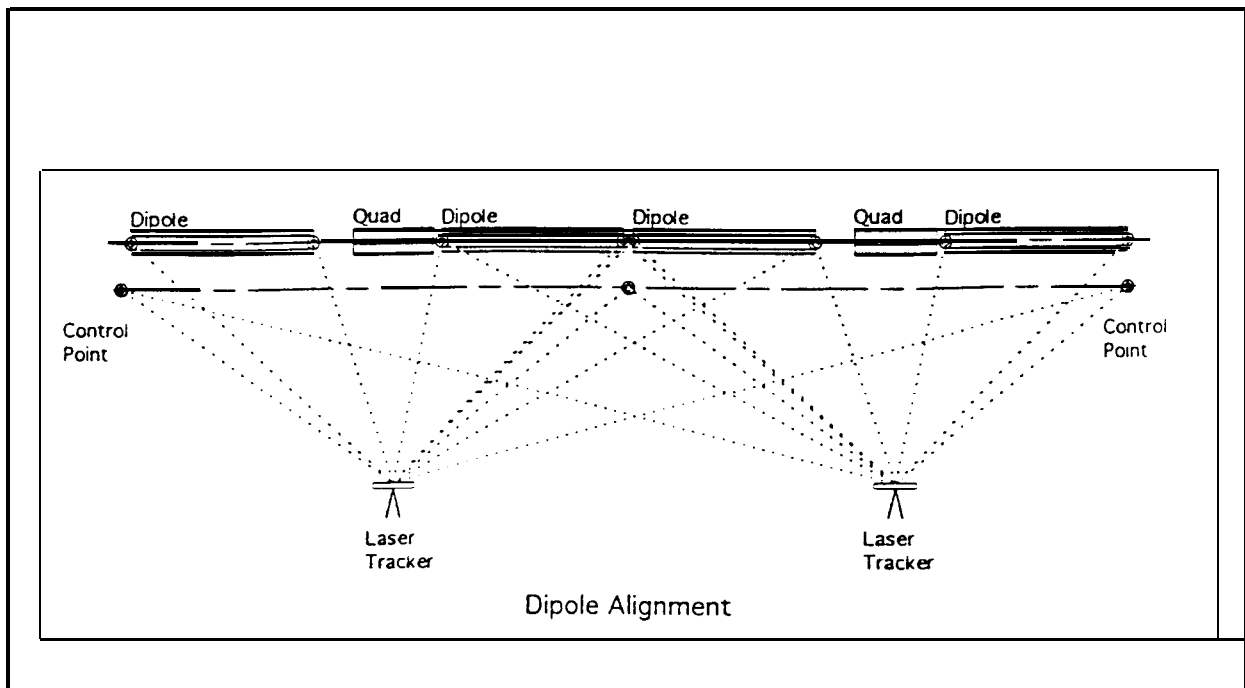 Dipole Quad Dipole Dipole Quad Dipole
Control
Point
Control
Point
Laser
Tracker
Laser
Tracker
Dipole Alignment